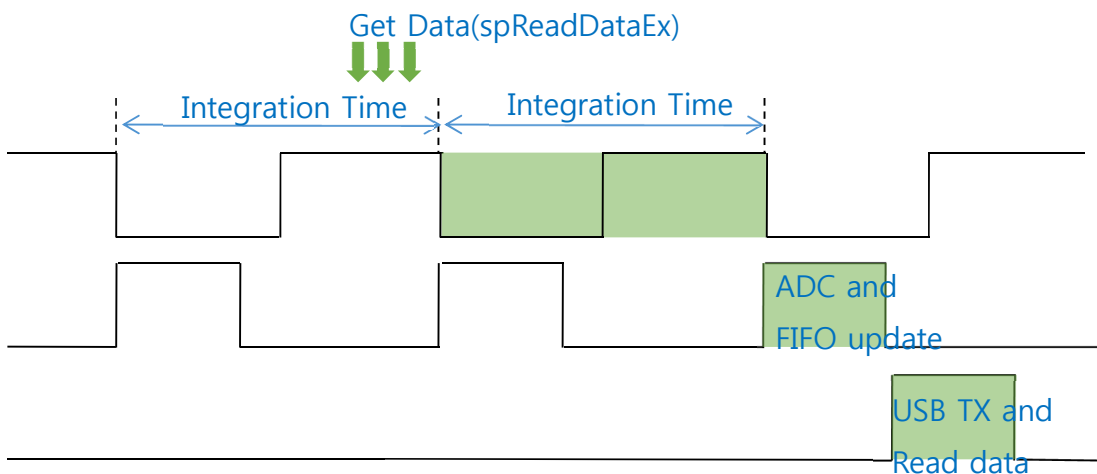 Get Data(spReadDataEx)
Integration Time
Integration Time
ADC and
FIFO update
USB TX and
Read data